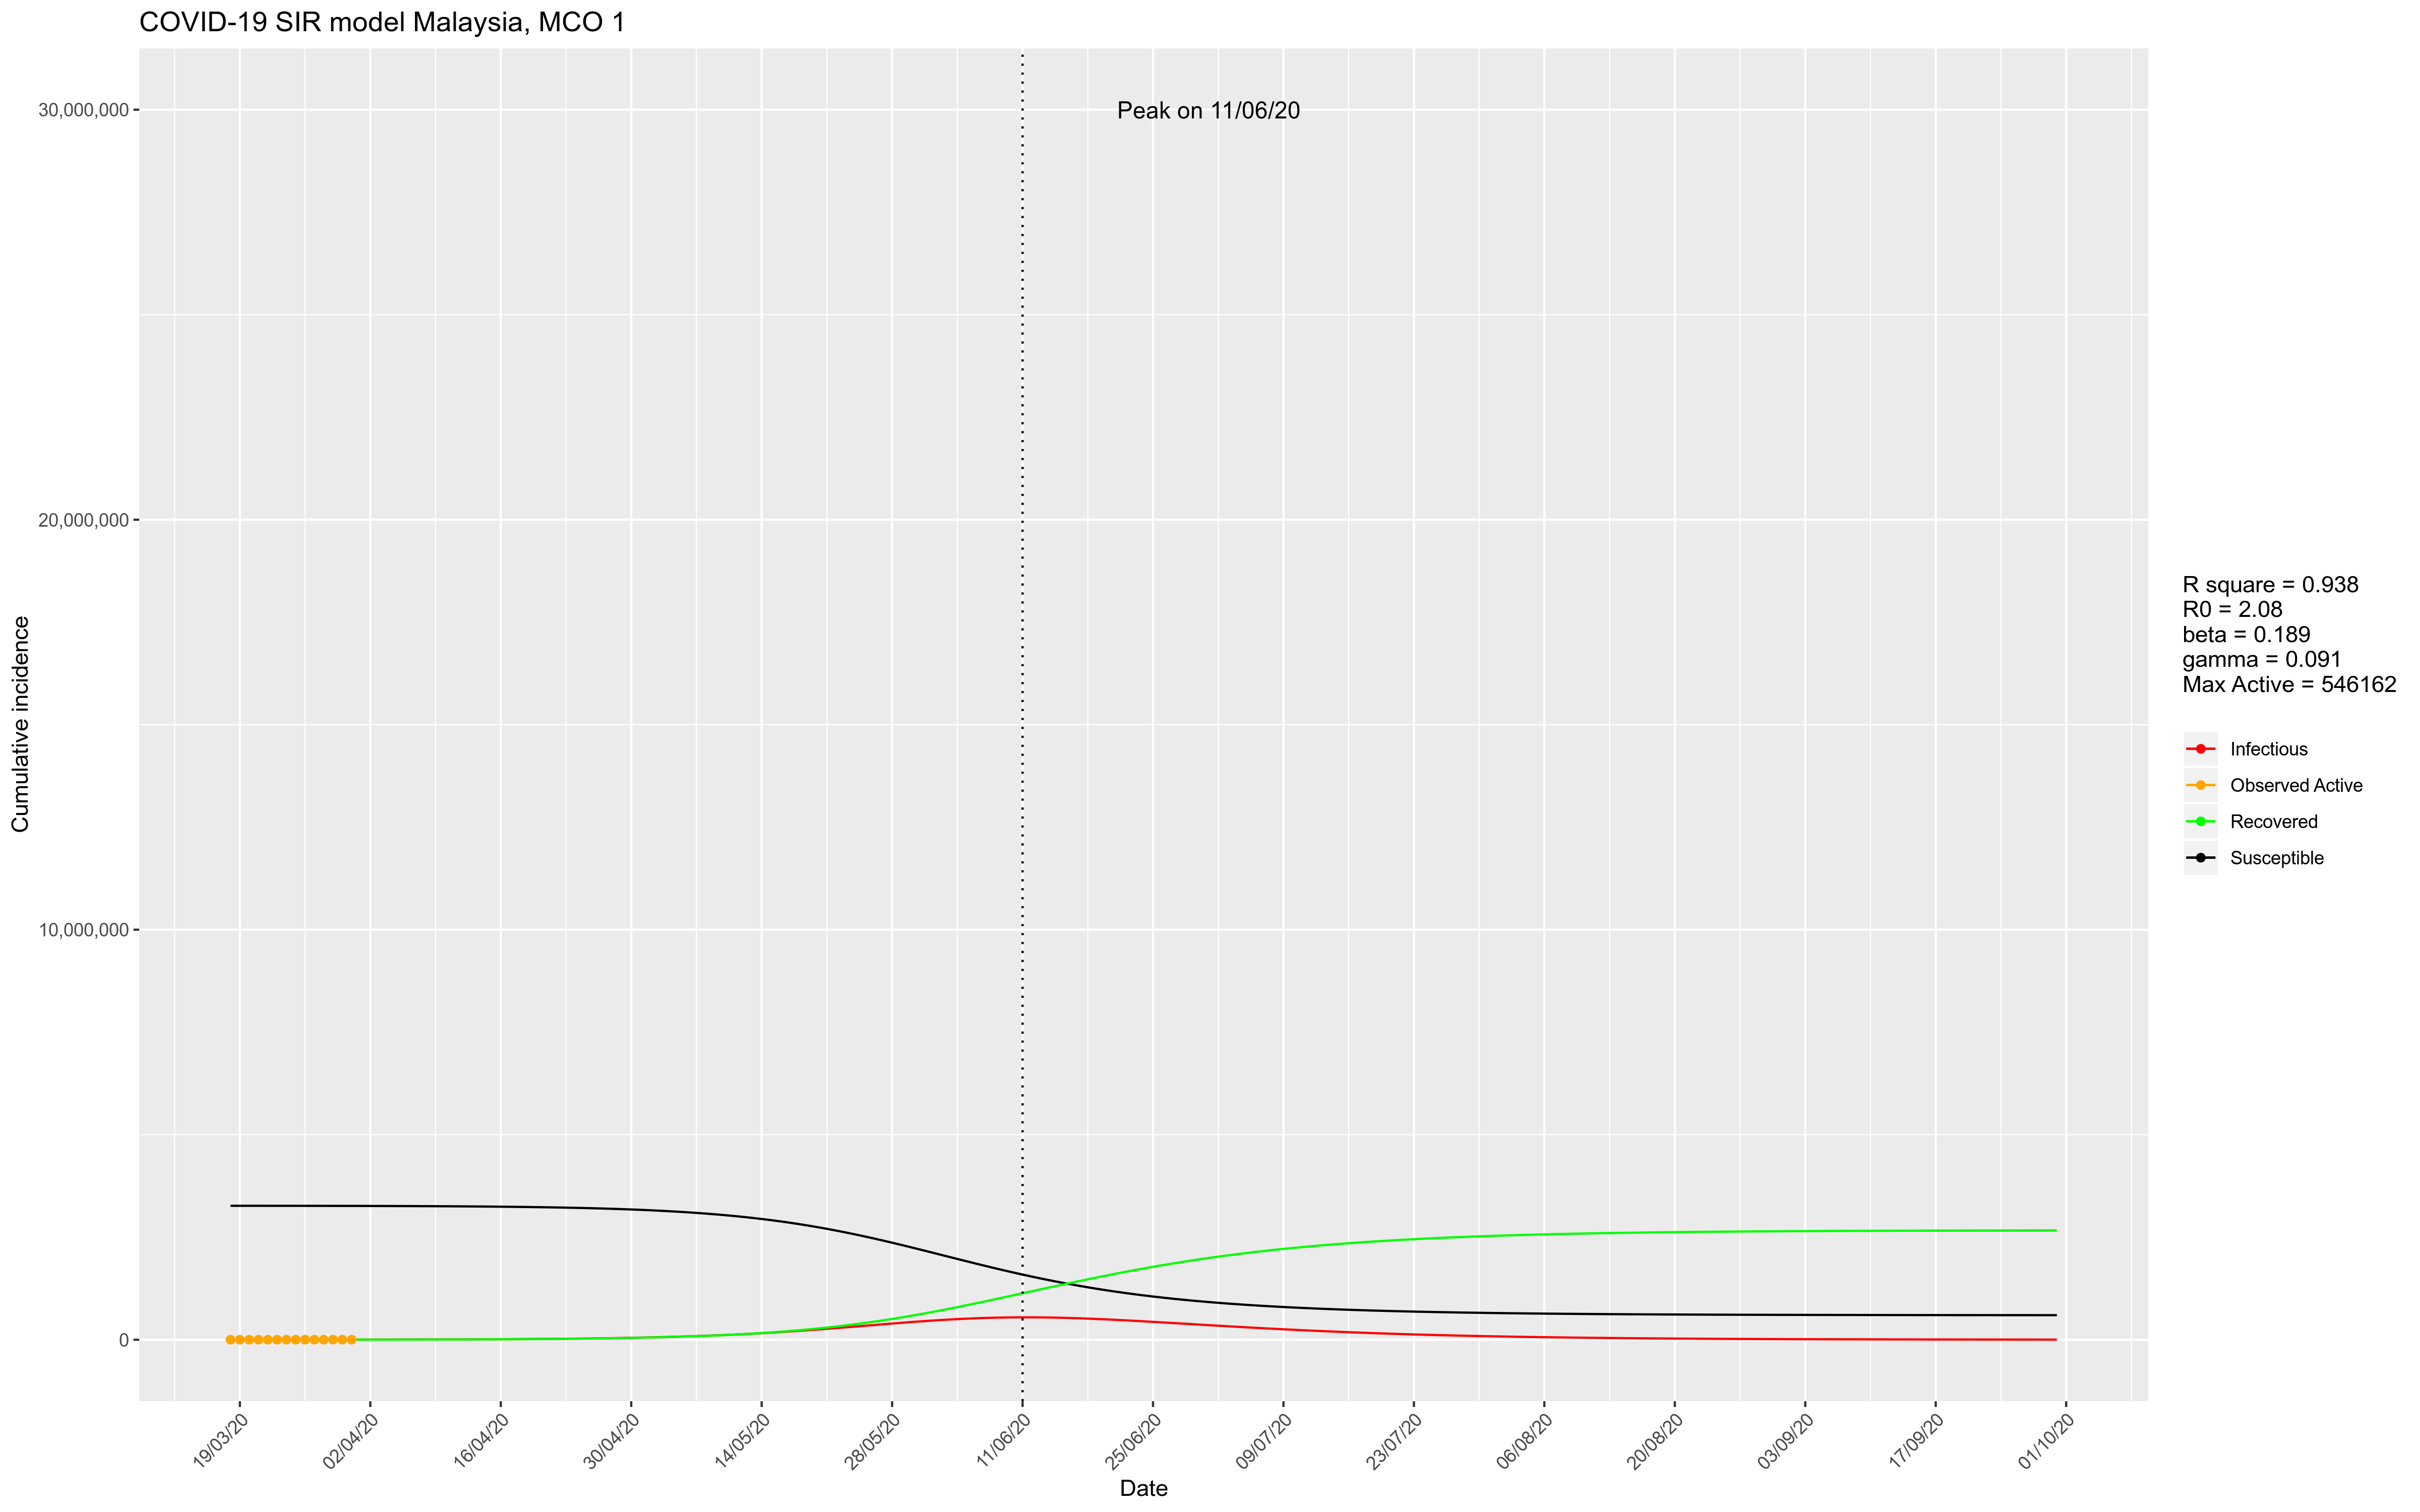 COVID-19 SIR model Malaysia, MCO 1
Peak on 11/06/20
30,000,000
20,000,000
10,000,000
0
Cumulative incidence
19/03/20
02/04/20
16/04/20
30/04/20
14/05/20
28/05/20
11/06/20
25/06/20
09/07/20
23/07/20
06/08/20
20/08/20
03/09/20
17/09/20
01/10/20
Date
R square = 0.938
R0 = 2.08
beta = 0.189
gamma = 0.091
Max Active = 546162
Infectious
Observed Active
Recovered
Susceptible